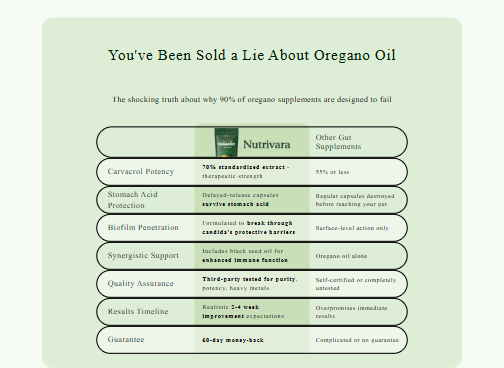 You've Been Sold a Lie About Oregano Oil
The shocking truth about why 90% of oregano supplements are designed to fail
Nutrivara
Other Gut
Supplements
Carvacrol Potency
70% standardized extract -
therapeutic strength
55% or less
Stomach Acid
Protection
Delayed-release capsules
survive stomach acid
Regular capsules destroyed
before reaching your gut
Biofilm Penetration
Formulated to break through
candida's protective barriers
Surface-level action only
Synergistic Support
Includes black seed oil for
enhanced immune function
Oregano oil alone
Quality Assurance
Third-party tested for purity,
potency, heavy metals
Self-certified or completely
untested
Results Timeline
Realistic 2-4 week
improvement expectations
Overpromises immediate
results
Guarantee
60-day money-back
Complicated or no guarantee